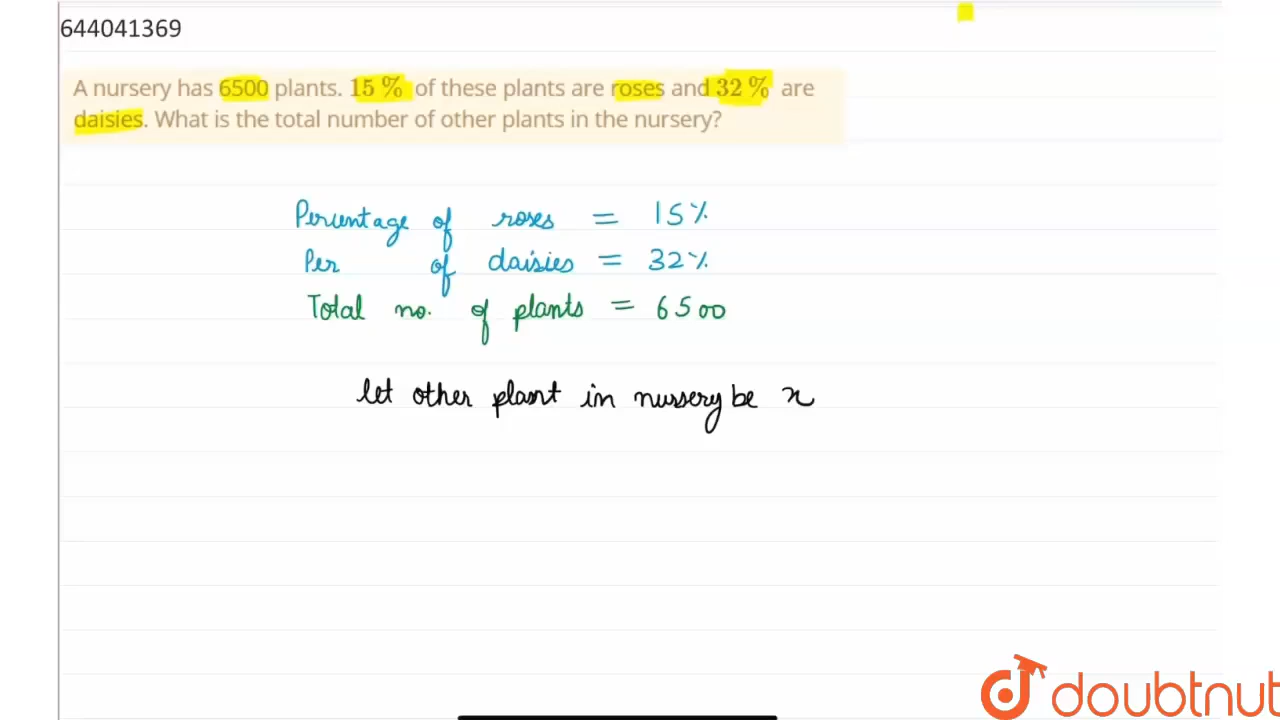 644041369
A nursery has 6500 plants. 15 % of these plants are roses and 32 % are
daisies. What is the total number of other plants in the nursery?
Percentage of roses = 15%
Per of daisies = 32%
Total no. of plants = 6500
let other plant in nursery be x
doubtnut